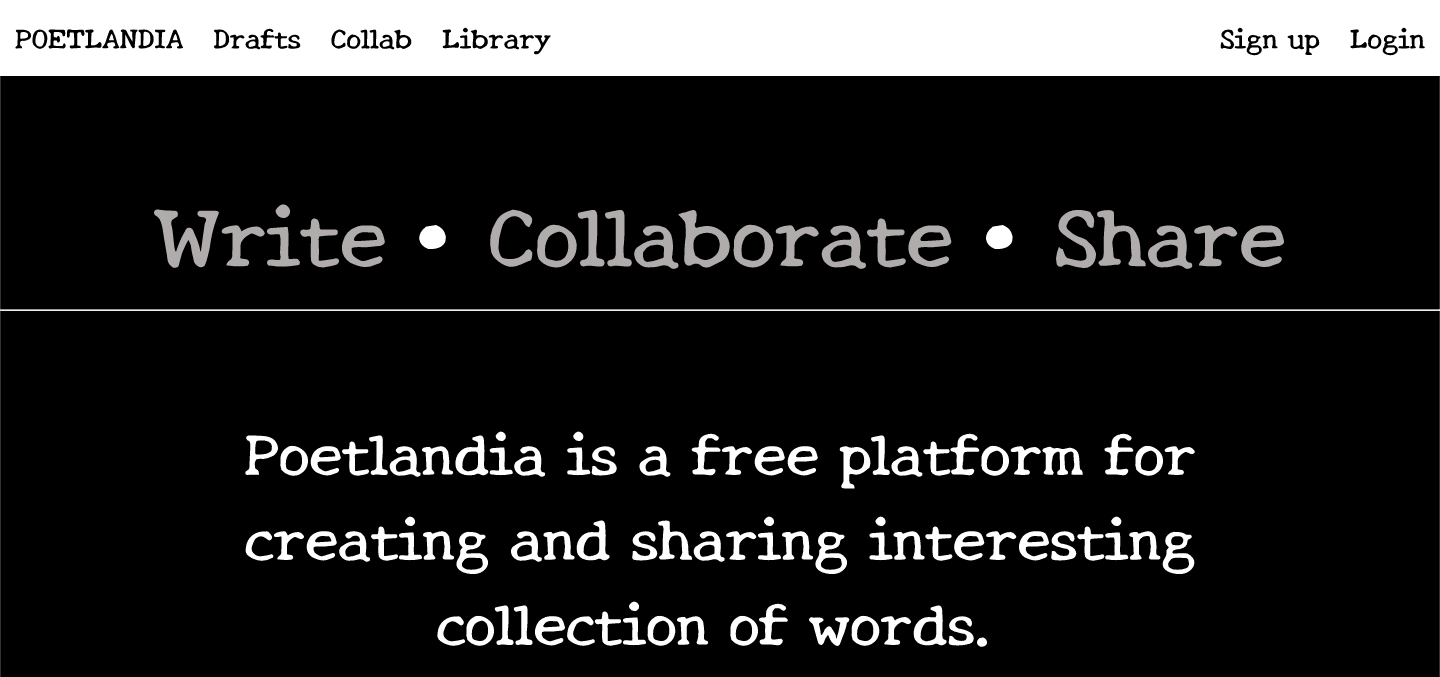 POETLANDIA Drafts Collab Library Sign up Login
Write • Collaborate • Share
Poetlandia is a free platform for
creating and sharing interesting
collection of words.